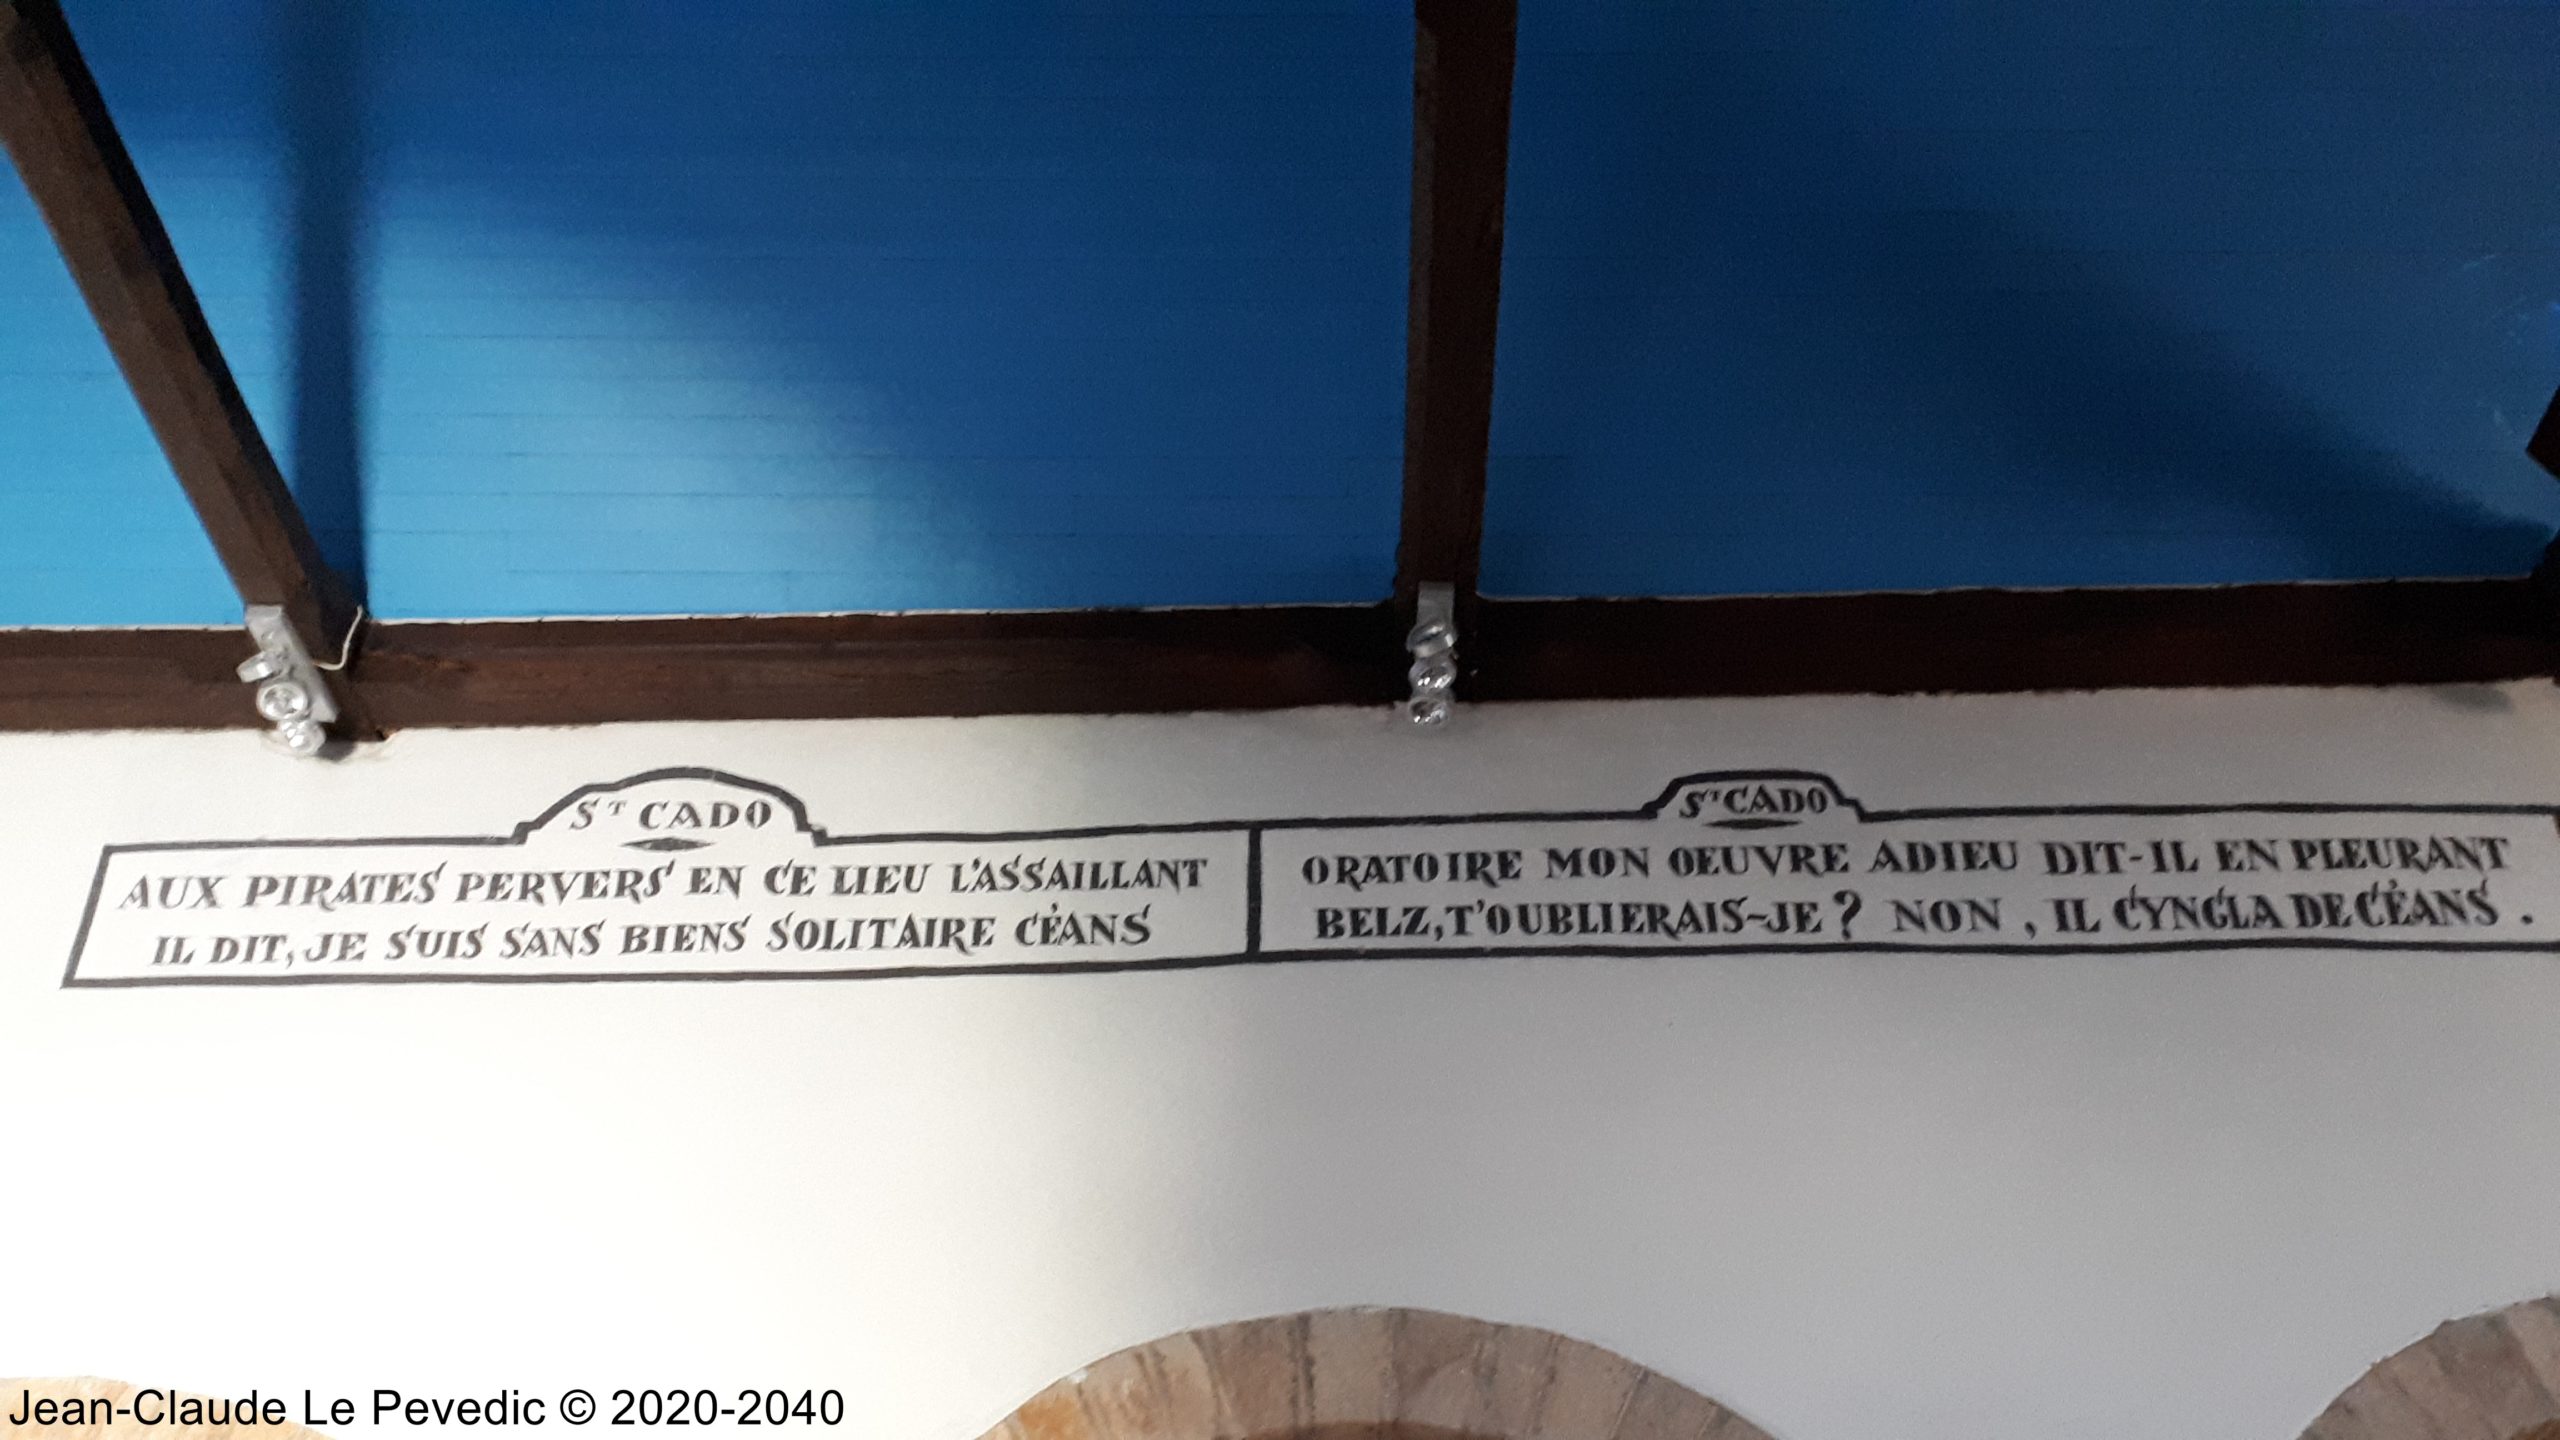 ST CADO
AUX PIRATES PERVERS EN CE LIEU L'ASSAILLANT
IL DIT, JE SUIS SANS BIENS SOLITAIRE CÉANS
ST CADO
ORATOIRE MON OEUVRE ADIEU DIT-IL EN PLEURANT
BELZ, T'OUBLIERAIS-JE ? NON , IL CYNGLA DE CÉANS .
Jean-Claude Le Pevedic © 2020-2040